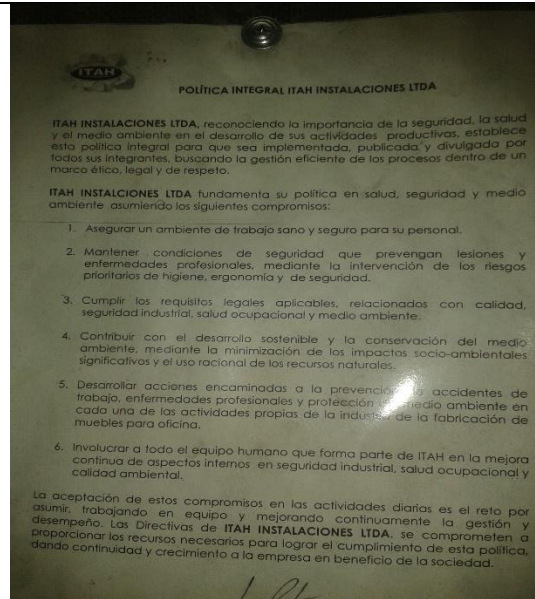 ITAH
POLÍTICA INTEGRAL ITAH INSTALACIONES LTDA
ITAH INSTALACIONES LTDA, reconociendo la importancia de la seguridad, la salud
y el medio ambiente en el desarrollo de sus actividades productivas, establece
esta política integral para que sea implementada, publicada y divulgada por
todos sus integrantes, buscando la gestión eficiente de los procesos dentro de un
marco ético, legal y de respeto.
ITAH INSTALCIONES LTDA fundamenta su política en salud, seguridad y medio
ambiente asumiendo los siguientes compromisos:
1. Asegurar un ambiente de trabajo sano y seguro para su personal.
2. Mantener condiciones de seguridad que prevengan lesiones y
enfermedades profesionales, mediante la intervención de los riesgos
prioritarios de higiene, ergonomía y de seguridad.
3. Cumplir los requisitos legales aplicables, relacionados con calidad,
seguridad industrial, salud ocupacional y medio ambiente.
4. Contribuir con el desarrollo sostenible y la conservación del medio
ambiente, mediante la minimización de los impactos socio-ambientales
significativos y el uso racional de los recursos naturales.
5. Desarrollar acciones encaminadas a la prevención accidentes de
trabajo, enfermedades profesionales y protección medio ambiente en
cada una de las actividades propias de la industria de la fabricación de
muebles para oficina.
6. Involucrar a todo el equipo humano que forma parte de ITAH en la mejora
continua de aspectos internos en seguridad industrial, salud ocupacional y
calidad ambiental.
La aceptación de estos compromisos en las actividades diarias es el reto por
asumir, trabajando en equipo y mejorando continuamente la gestión y
desempeño. Las Directivas de ITAH INSTALACIONES LTDA, se comprometen a
proporcionar los recursos necesarios para lograr el cumplimiento de esta política,
dando continuidad y crecimiento a la empresa en beneficio de la sociedad.